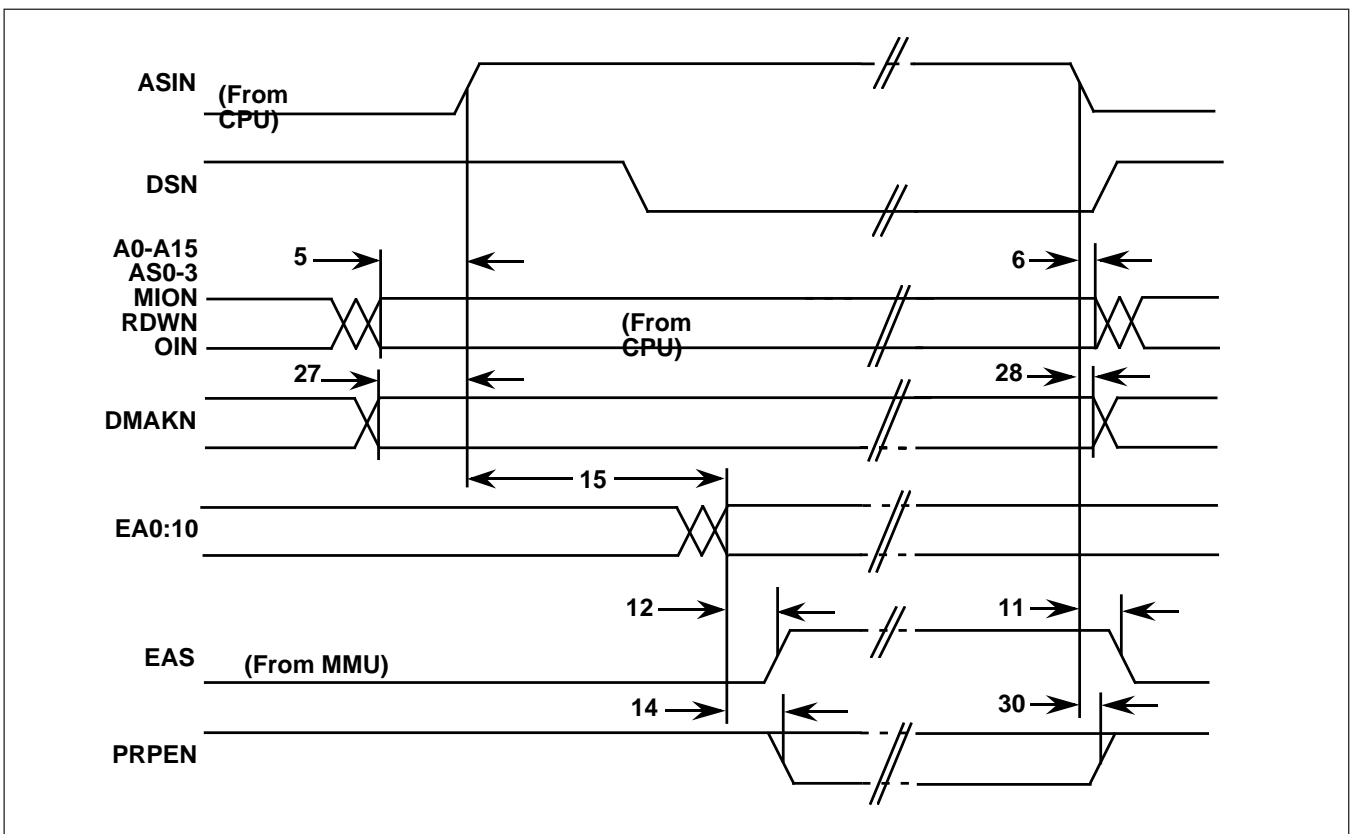 ASIN
(From
CPU)
DSN
A0-A15
AS0-3
MION
RDWN
OIN
5
6
(From
CPU)
27
28
DMAKN
15
EA0:10
12
11
EAS
(From MMU)
14
30
PRPEN